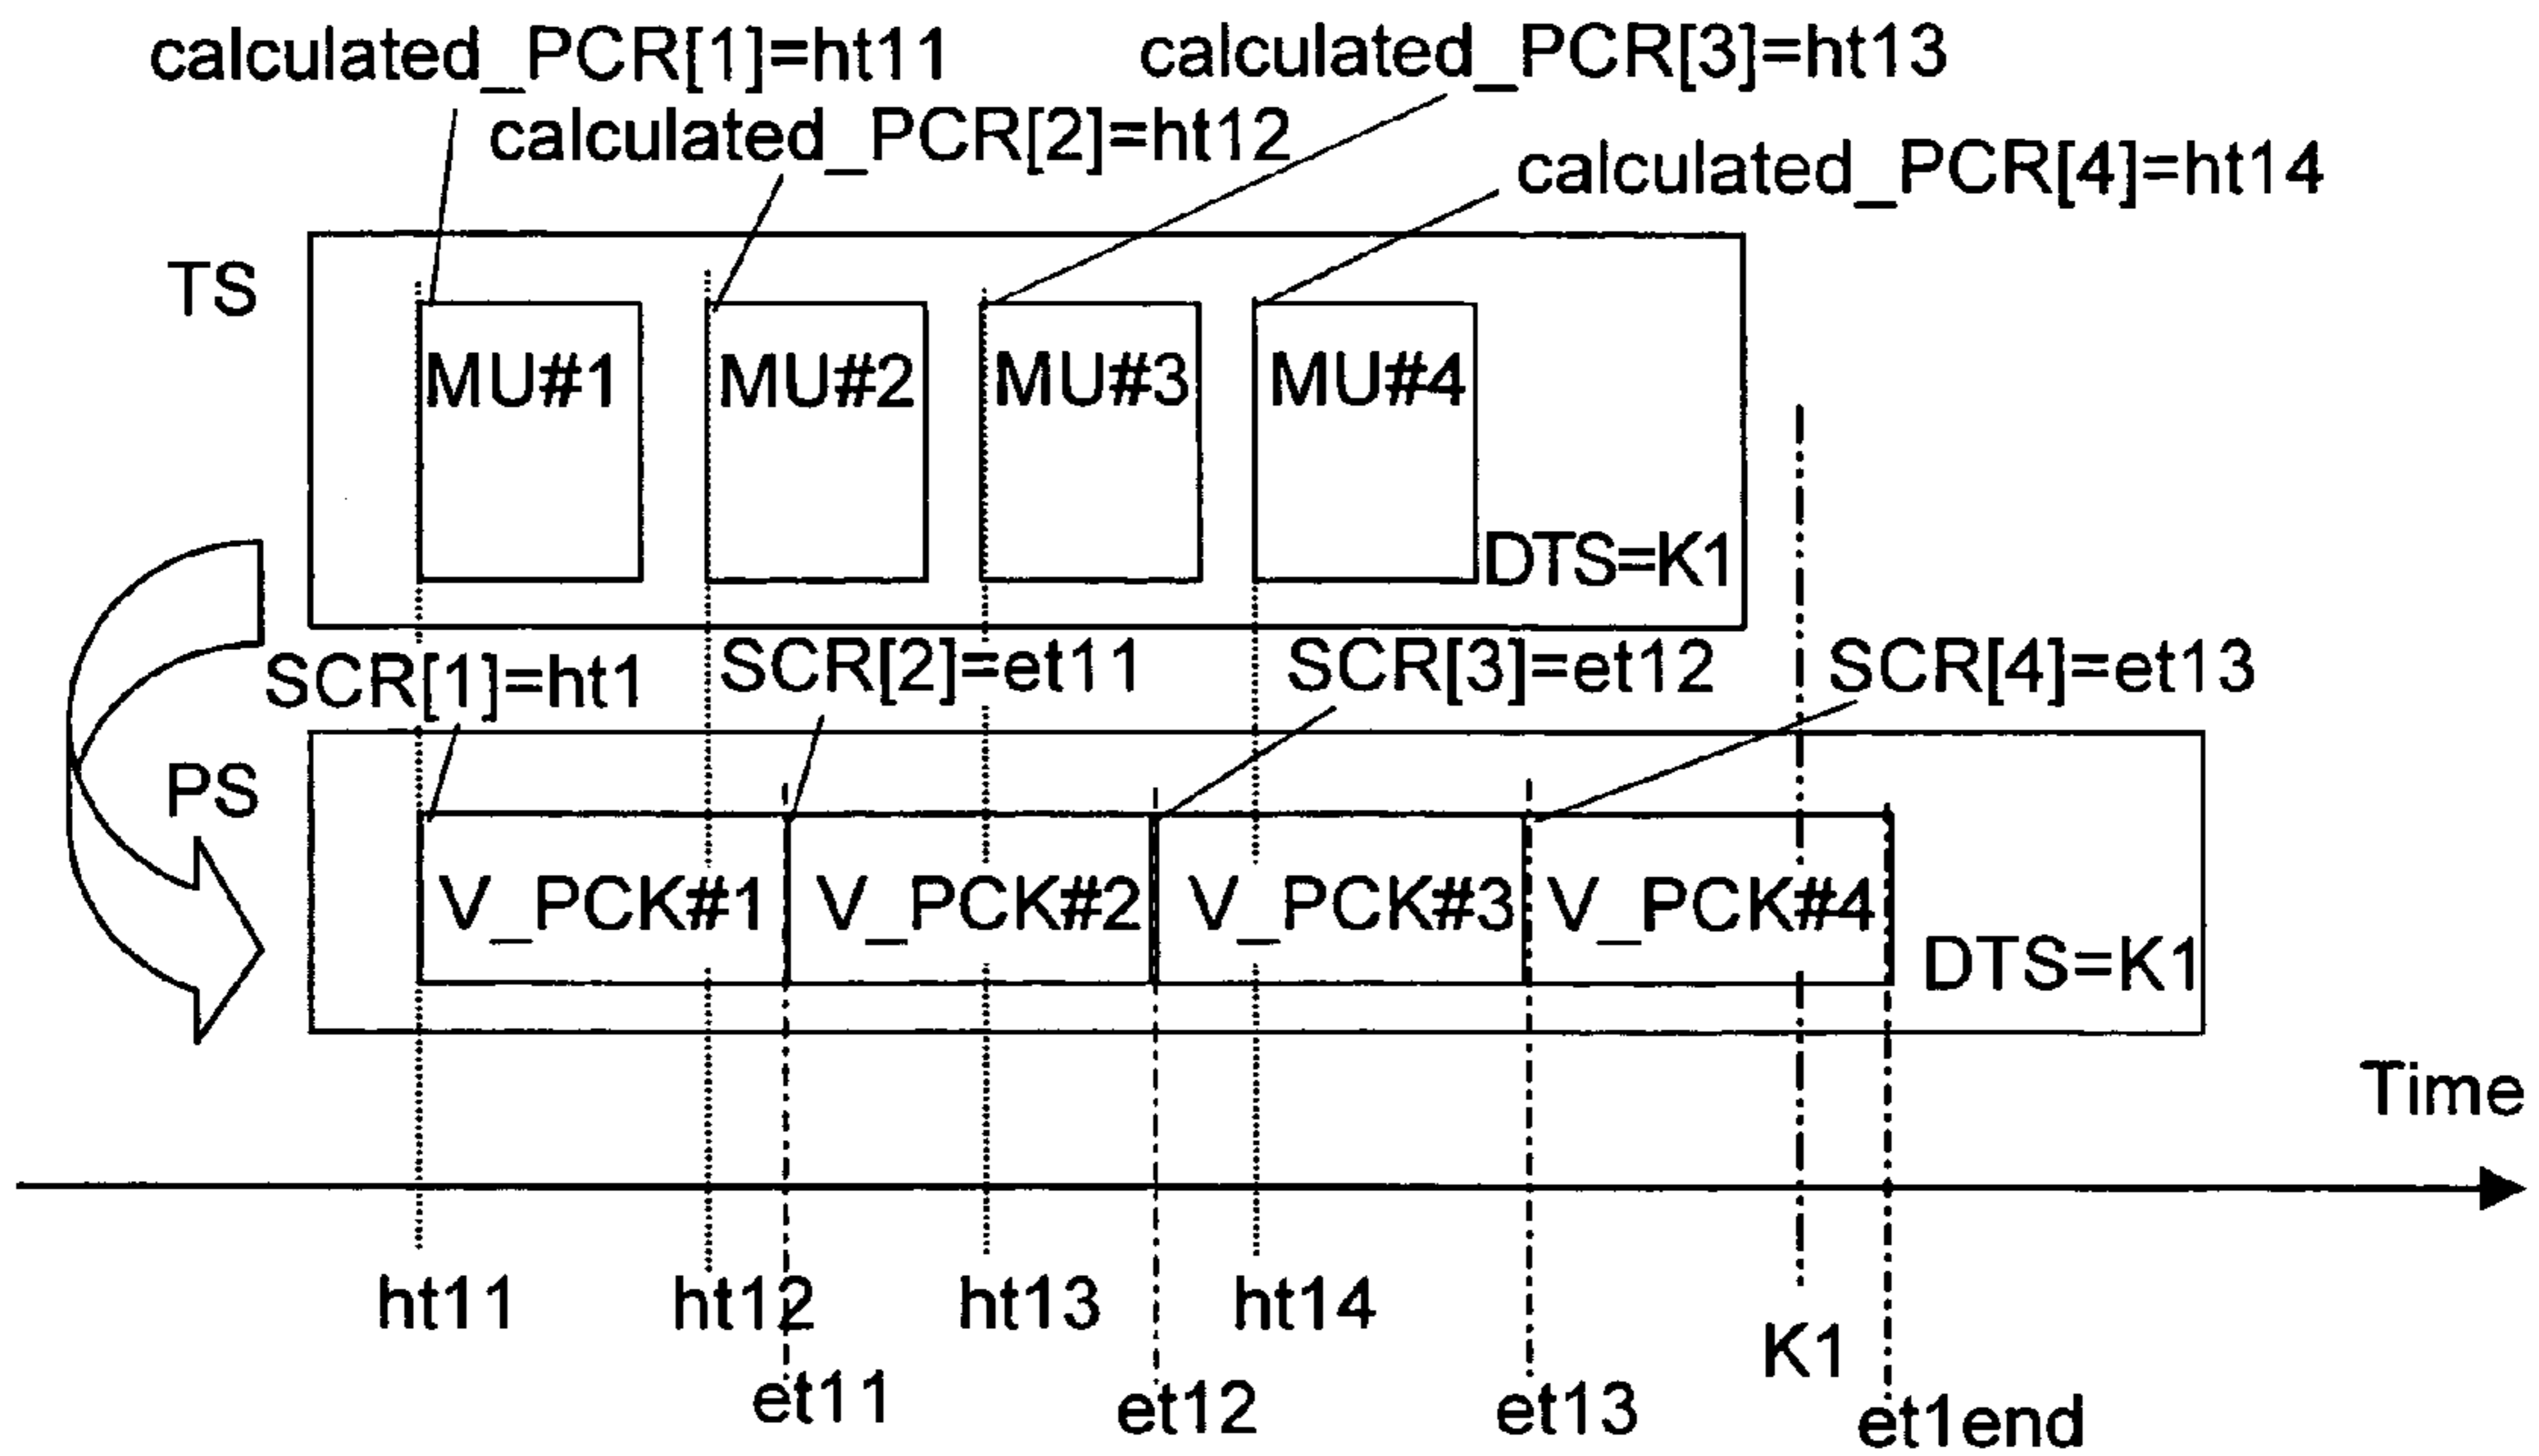 calculated_PCR[1]=ht11
calculated_PCR[3]=ht13
calculated_PCR[2]=ht12
calculated_PCR[4]=ht14
TS
MU#1
MU#2
MU#3
MU#4
DTS=K1
SCR[1]=ht1
SCR[2]=et11
SCR[3]=et12
SCR[4]=et13
PS
V_PCK#1
V_PCK#2
V_PCK#3
V_PCK#4
DTS=K1
Time
ht11
ht12
ht13
ht14
K1
et11
et12
et13
et1end